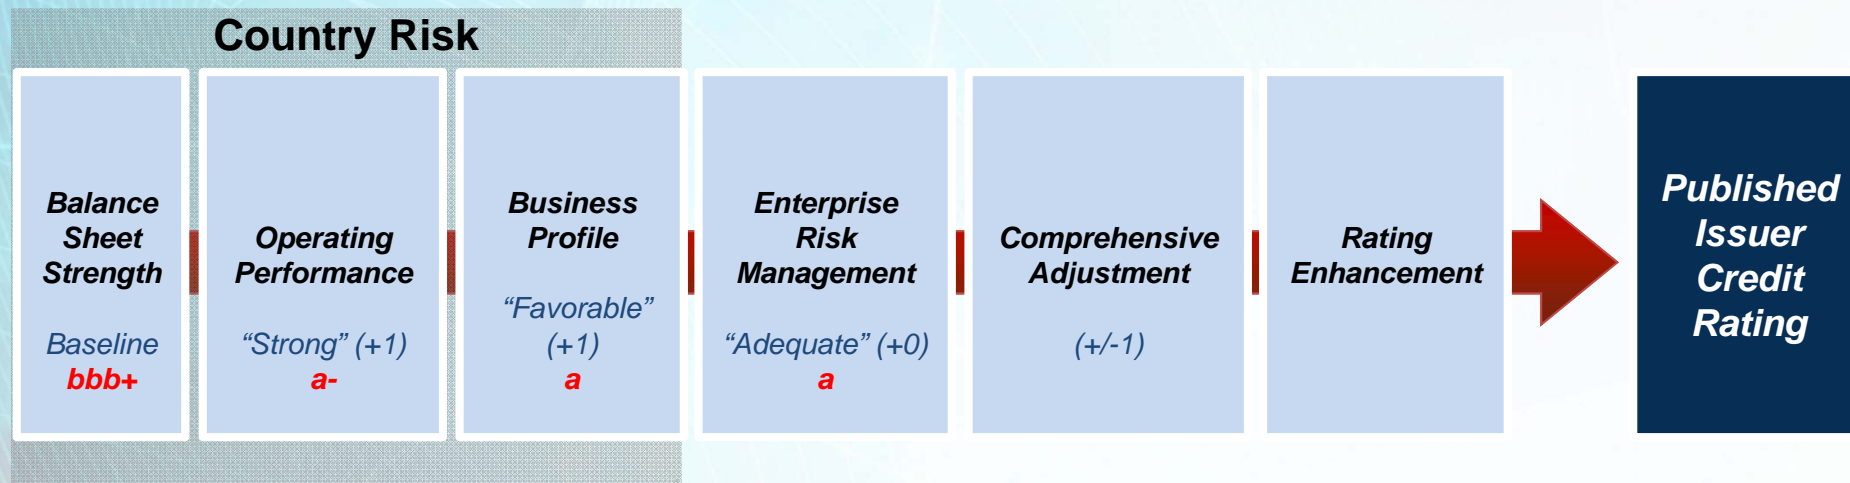 Country Risk
Balance
Sheet
Strength
Baseline
bbb+
Operating
Performance
“Strong” (+1)
a-
Business
Profile
“Favorable”
(+1)
a
Enterprise
Risk
Management
“Adequate” (+0)
a
Comprehensive
Adjustment
(+/-1)
Rating
Enhancement
Published
Issuer
Credit
Rating